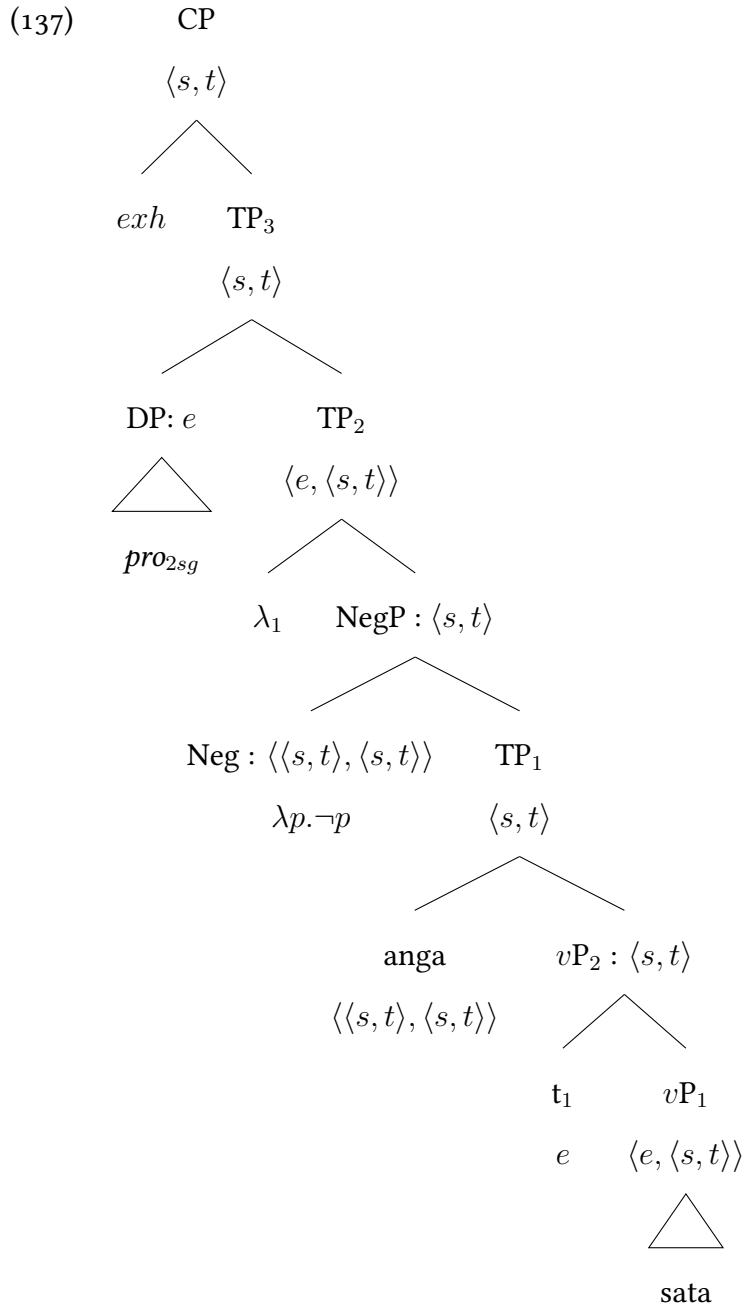 (137) CP
⟨s, t⟩
exh TP₃
⟨s, t⟩
DP: e TP₂
⟨e, ⟨s, t⟩⟩
pro₂sg
λ₁ NegP : ⟨s, t⟩
Neg : ⟨⟨s, t⟩, ⟨s, t⟩⟩ TP₁
λp.¬p ⟨s, t⟩
anga vP₂ : ⟨s, t⟩
⟨⟨s, t⟩, ⟨s, t⟩⟩
t₁ vP₁
e ⟨e, ⟨s, t⟩⟩
sata